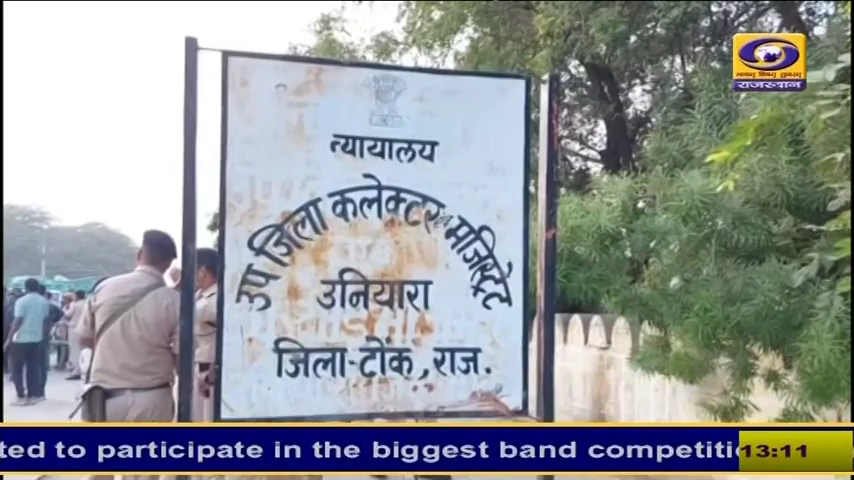 राजस्थान
न्यायालय
उप जिला कलेक्टर मजिस्ट्रेट
उनियारा
जिला-टोंक, राज.
ted to participate in the biggest band competiti
13:11